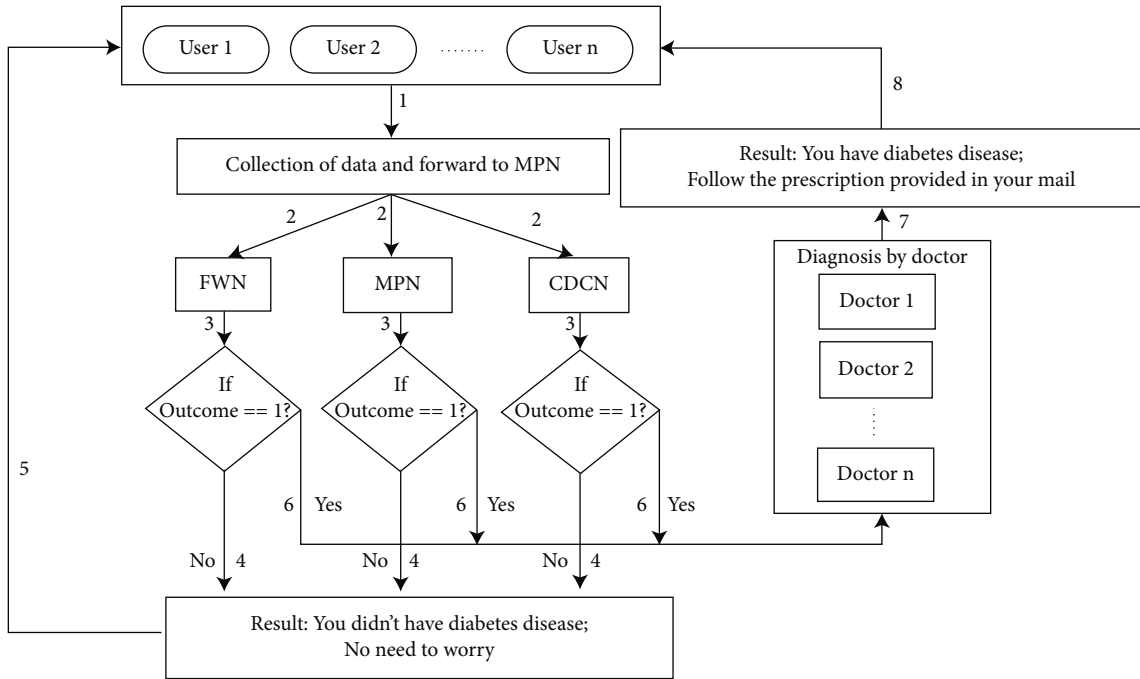 User 1
User 2
.......
User n
1
8
Collection of data and forward to MPN
Result: You have diabetes disease;
Follow the prescription provided in your mail
2
2
2
7
FWN
MPN
CDCN
Diagnosis by doctor
Doctor 1
Doctor 2
Doctor n
3
3
3
If
Outcome == 1?
If
Outcome == 1?
If
Outcome == 1?
5
6 Yes
6 Yes
6 Yes
No 4
No 4
No 4
Result: You didn't have diabetes disease;
No need to worry